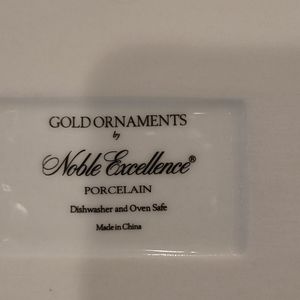 GOLD ORNAMENTS
by
Noble Excellence®
PORCELAIN
Dishwasher and Oven Safe
Made in China